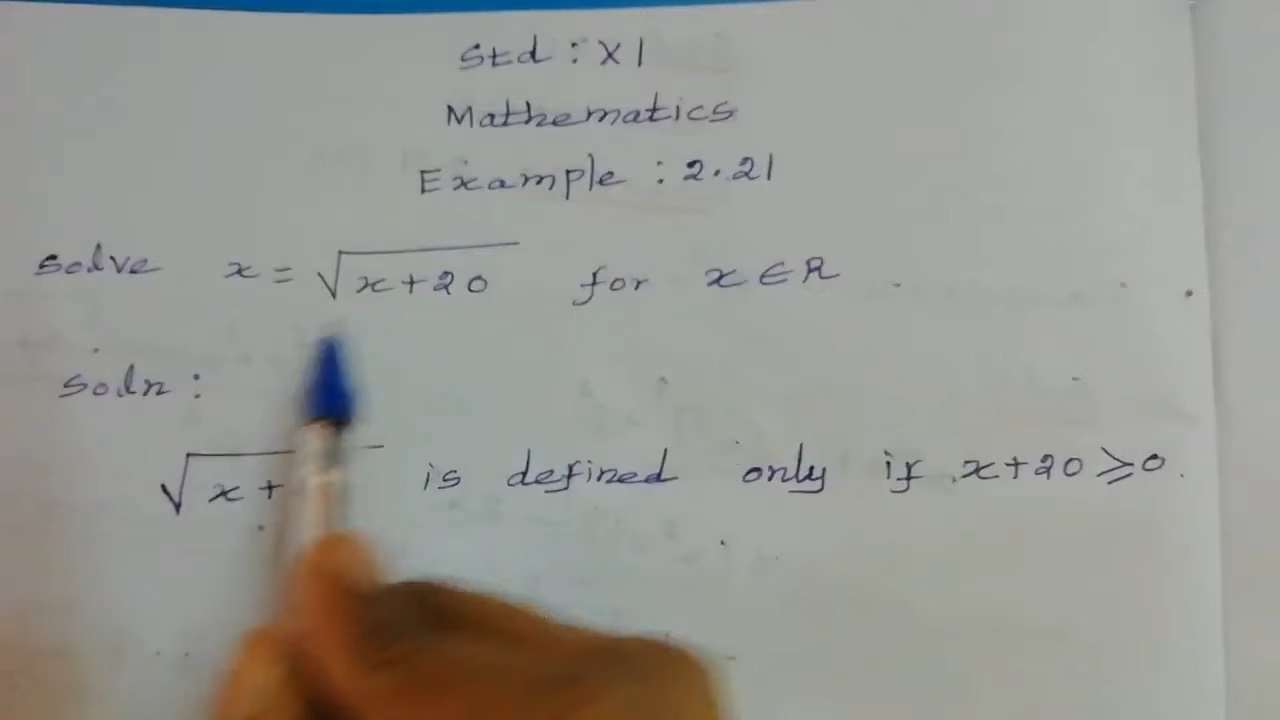 Std : XI
Mathematics
Example : 2.21
solve x = √x+20 for x ∈ R
Soln :
√x+ is defined only if x+20 ≥ 0.